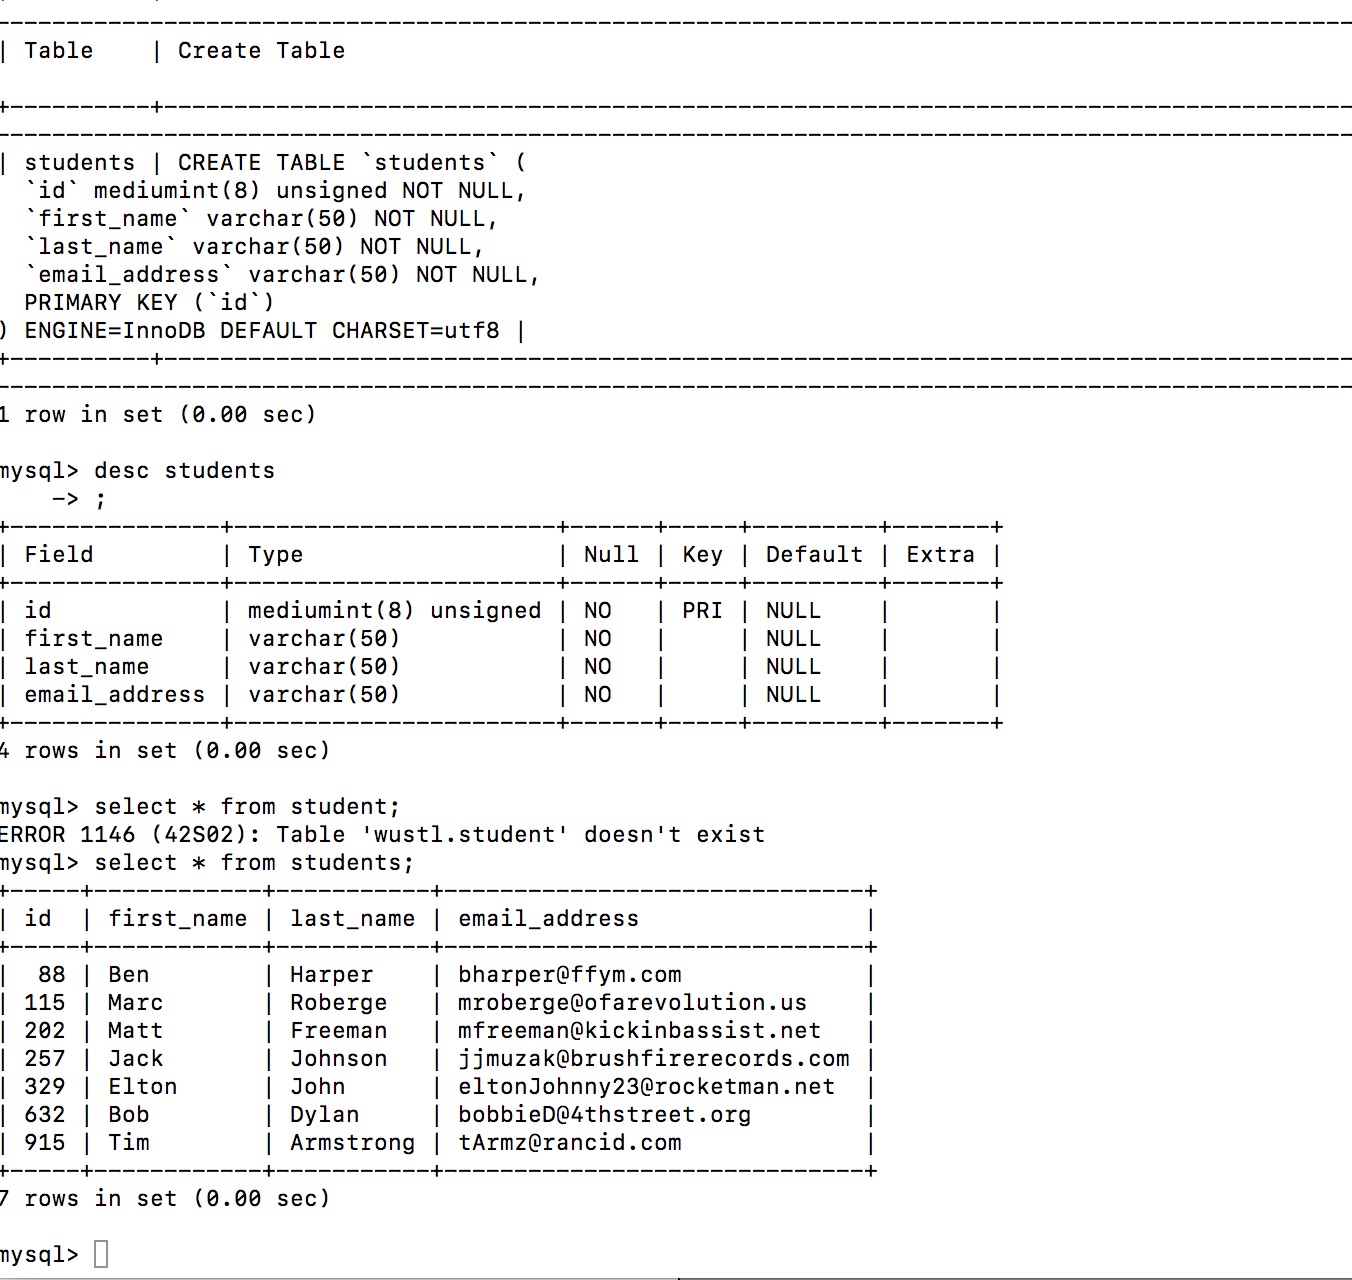 | Table    | Create Table
+----------+------------------------------------------------------------------------------------
-------------------------------------------------------------------------------------------------
| students | CREATE TABLE `students` (
  `id` mediumint(8) unsigned NOT NULL,
  `first_name` varchar(50) NOT NULL,
  `last_name` varchar(50) NOT NULL,
  `email_address` varchar(50) NOT NULL,
  PRIMARY KEY (`id`)
) ENGINE=InnoDB DEFAULT CHARSET=utf8 |
+----------+------------------------------------------------------------------------------------
-------------------------------------------------------------------------------------------------
1 row in set (0.00 sec)
mysql> desc students
    -> ;
+---------------+-----------------------+------+-----+---------+-------+
| Field         | Type                  | Null | Key | Default | Extra |
+---------------+-----------------------+------+-----+---------+-------+
| id            | mediumint(8) unsigned | NO   | PRI | NULL    |       |
| first_name    | varchar(50)           | NO   |     | NULL    |       |
| last_name     | varchar(50)           | NO   |     | NULL    |       |
| email_address | varchar(50)           | NO   |     | NULL    |       |
+---------------+-----------------------+------+-----+---------+-------+
4 rows in set (0.00 sec)
mysql> select * from student;
ERROR 1146 (42S02): Table 'wustl.student' doesn't exist
mysql> select * from students;
+-----+------------+-----------+------------------------------+
| id  | first_name | last_name | email_address                |
+-----+------------+-----------+------------------------------+
|  88 | Ben        | Harper    | bharper@ffym.com             |
| 115 | Marc       | Roberge   | mroberge@ofarevolution.us    |
| 202 | Matt       | Freeman   | mfreeman@kickinbassist.net   |
| 257 | Jack       | Johnson   | jjmuzak@brushfirerecords.com |
| 329 | Elton      | John      | eltonJohnny23@rocketman.net  |
| 632 | Bob        | Dylan     | bobbieD@4thstreet.org        |
| 915 | Tim        | Armstrong | tArmz@rancid.com             |
+-----+------------+-----------+------------------------------+
7 rows in set (0.00 sec)
mysql>